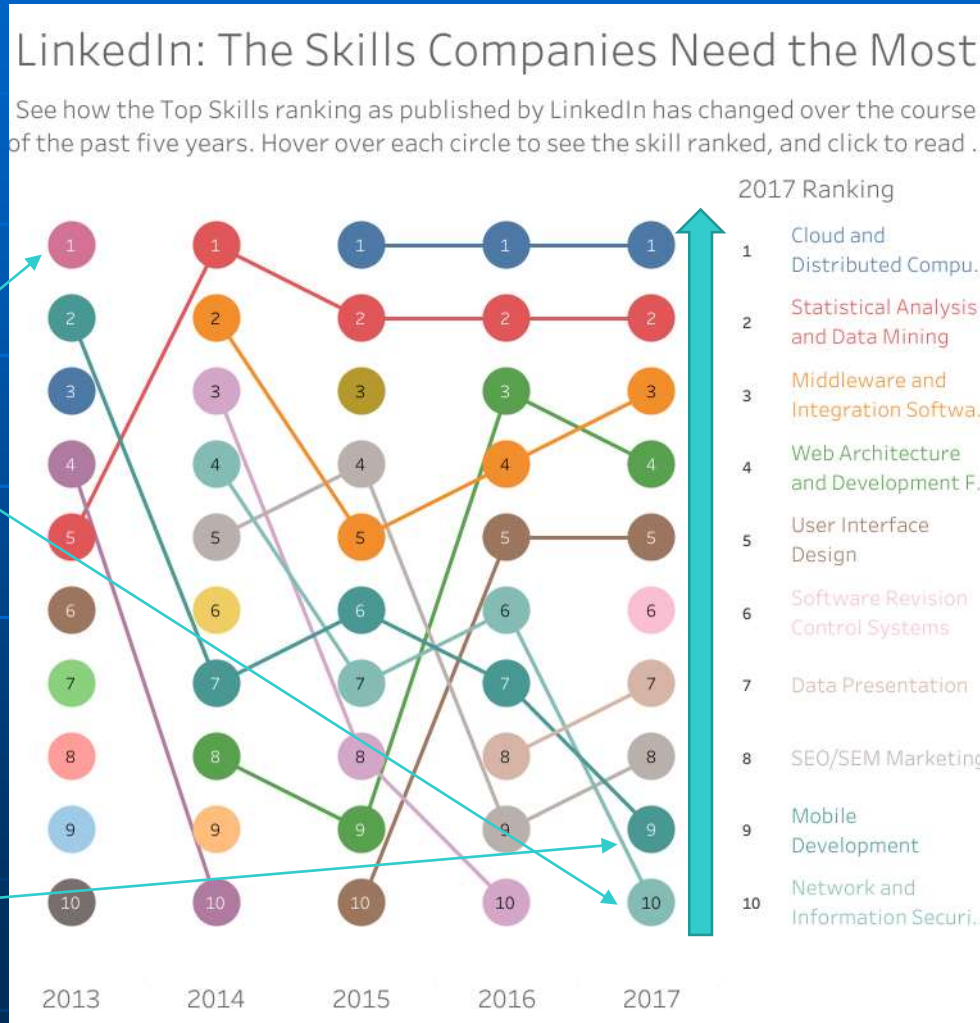 LinkedIn: The Skills Companies Need the Most
See how the Top Skills ranking as published by LinkedIn has changed over the course
of the past five years. Hover over each circle to see the skill ranked, and click to read .
2017 Ranking
1 1 1 1 1
2 2 2 2 2
3 3 3 3 3
4 4 4 4 4
5 5 5 5 5
6 6 6 6 6
7 7 7 7 7
8 8 8 8 8
9 9 9 9 9
10 10 10 10 10
1 Cloud and
Distributed Compu.
2 Statistical Analysis
and Data Mining
3 Middleware and
Integration Softwa.
4 Web Architecture
and Development F.
5 User Interface
Design
6 Software Revision
Control Systems
7 Data Presentation
8 SEO/SEM Marketing
9 Mobile
Development
10 Network and
Information Securi..
2013 2014 2015 2016 2017